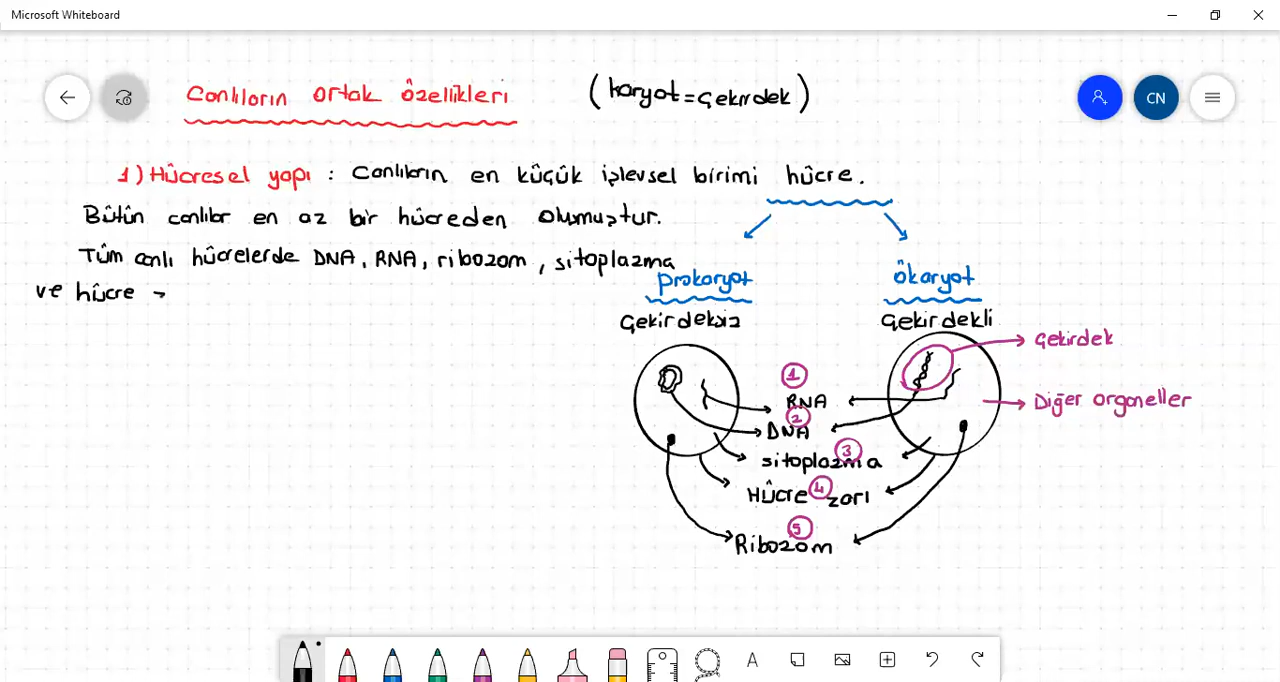 Microsoft Whiteboard
Canlıların ortak özellikleri (karyot=çekirdek)
CN
1) Hücresel yapı : Canlıların en küçük işlevsel birimi hücre.
Bütün canlılar en az bir hücreden oluşmuştur.
Tüm canlı hücrelerde DNA, RNA, ribozom, sitoplazma
ve hücre
prokaryot
ökaryot
Çekirdeksiz
Çekirdekli
Çekirdek
Diğer organeller
1
RNA
2
DNA
3
sitoplazma
4
Hücre zarı
5
Ribozom
A